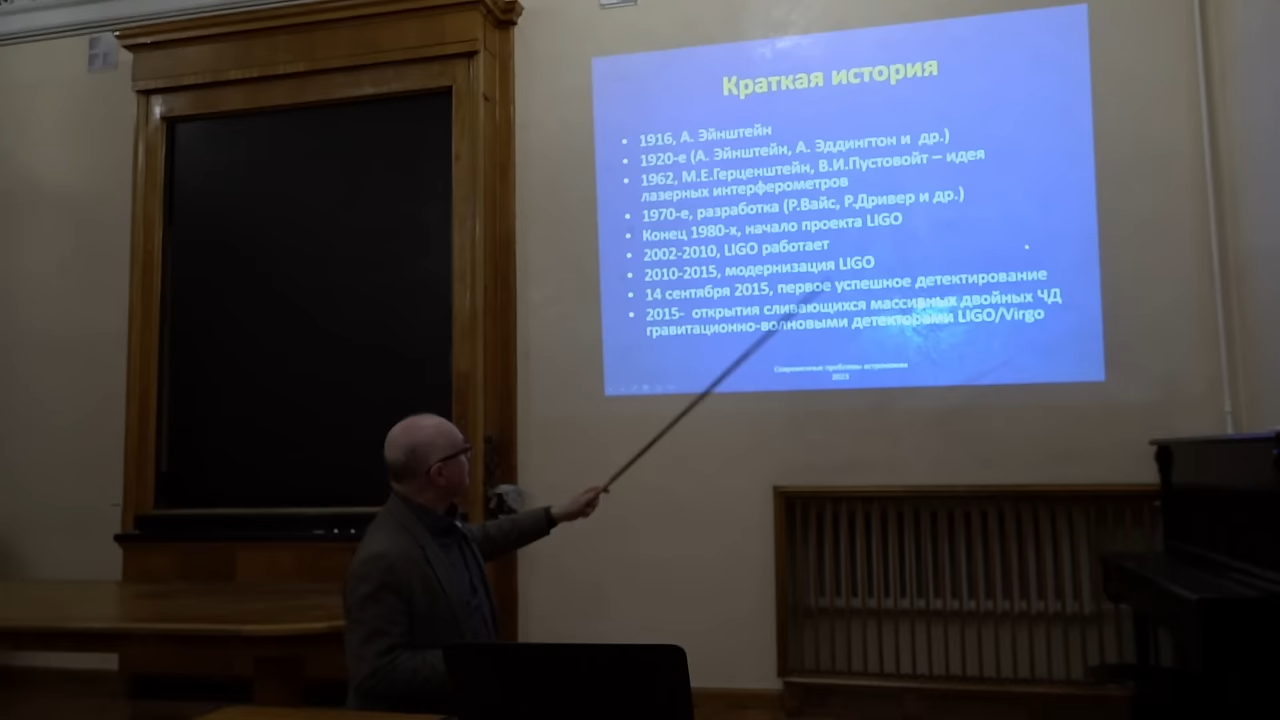 Краткая история
• 1916, А. Эйнштейн
• 1920-е (А. Эйнштейн, А. Эддингтон и др.)
• 1962, М.Е.Герценштейн, В.И.Пустовойт – идея
лазерных интерферометров
• 1970-е, разработка (Р.Вайс, Р.Дривер и др.)
• Конец 1980-х, начало проекта LIGO
• 2002-2010, LIGO работает
• 2010-2015, модернизация LIGO
• 14 сентября 2015, первое успешное детектирование
• 2015- открытия сливающихся массивных двойных ЧД
гравитационно-волновыми детекторами LIGO/Virgo
Современные проблемы астрономии
2023